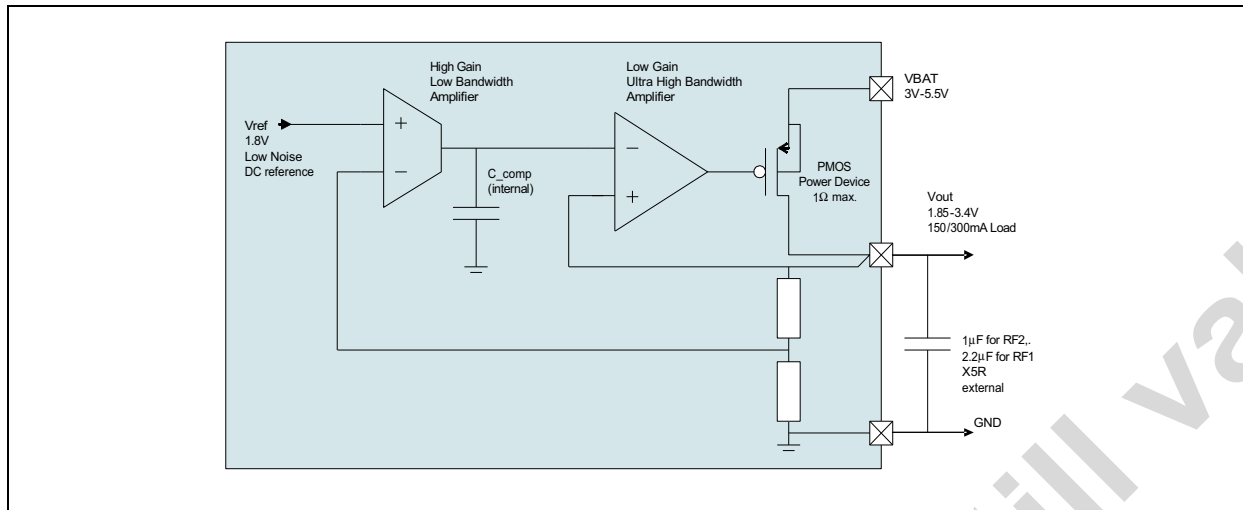 High Gain
Low Bandwidth
Amplifier
Low Gain
Ultra High Bandwidth
Amplifier
VBAT
3V-5.5V
Vref
1.8V
Low Noise
DC reference
+
−
C_comp
(internal)
−
+
PMOS
Power Device
1Ω max.
Vout
1.85-3.4V
150/300mA Load
1µF for RF2,.
2.2µF for RF1
X5R
external
GND
ill va